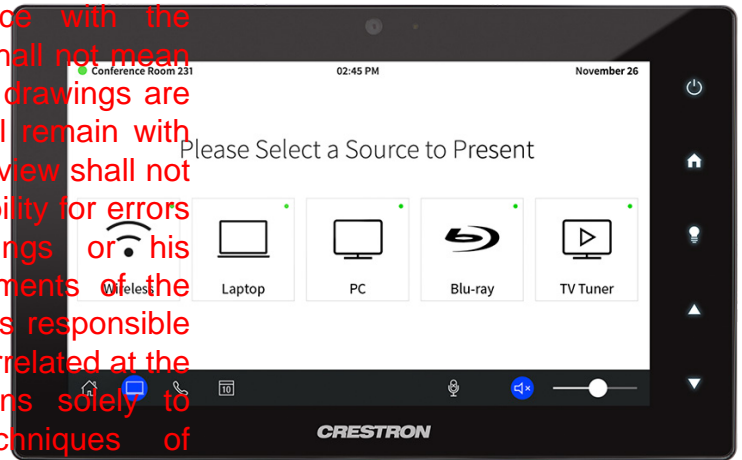 ce with the
hall not mean
Conference Room 231 02:45 PM November 26
drawings are
l remain with
Please Select a Source to Present
view shall not
ility for errors
ings or his
ments of the
Wireless Laptop PC Blu-ray TV Tuner
s responsible
rrelated at the
10
ns solely to
CRESTRON
chniques of